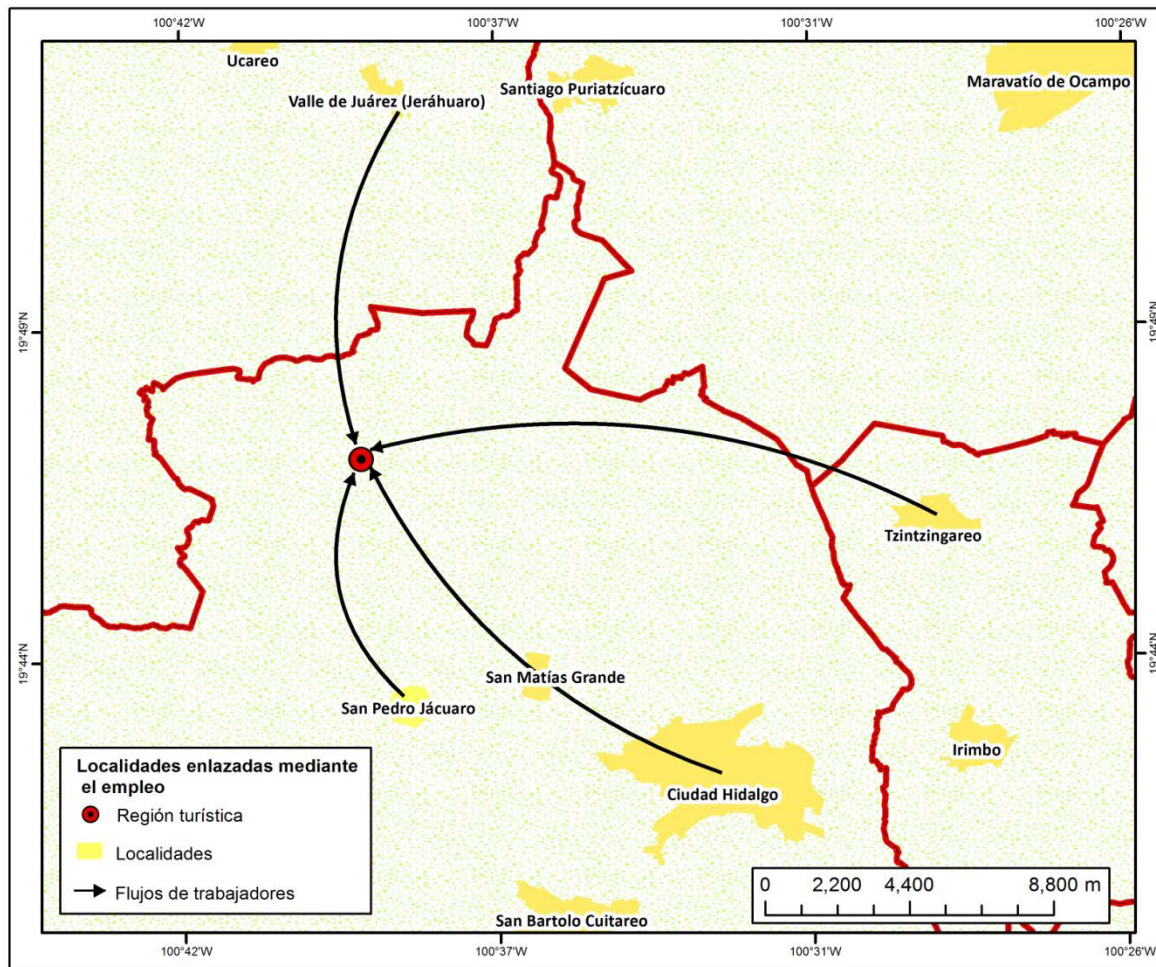 100°42'W
100°37'W
100°31'W
100°26'W
Ucareo
Valle de Juárez (Jeráhuaro)
Santiago Puriatzícuaro
Maravatío de Ocampo
19°49'N
19°49'N
Tzintzingareo
19°44'N
19°44'N
San Matías Grande
San Pedro Jácuaro
Irimbo
Ciudad Hidalgo
San Bartolo Cuitareo
Localidades enlazadas mediante
el empleo
Región turística
Localidades
Flujos de trabajadores
0 2,200 4,400 8,800 m
100°42'W
100°37'W
100°31'W
100°26'W